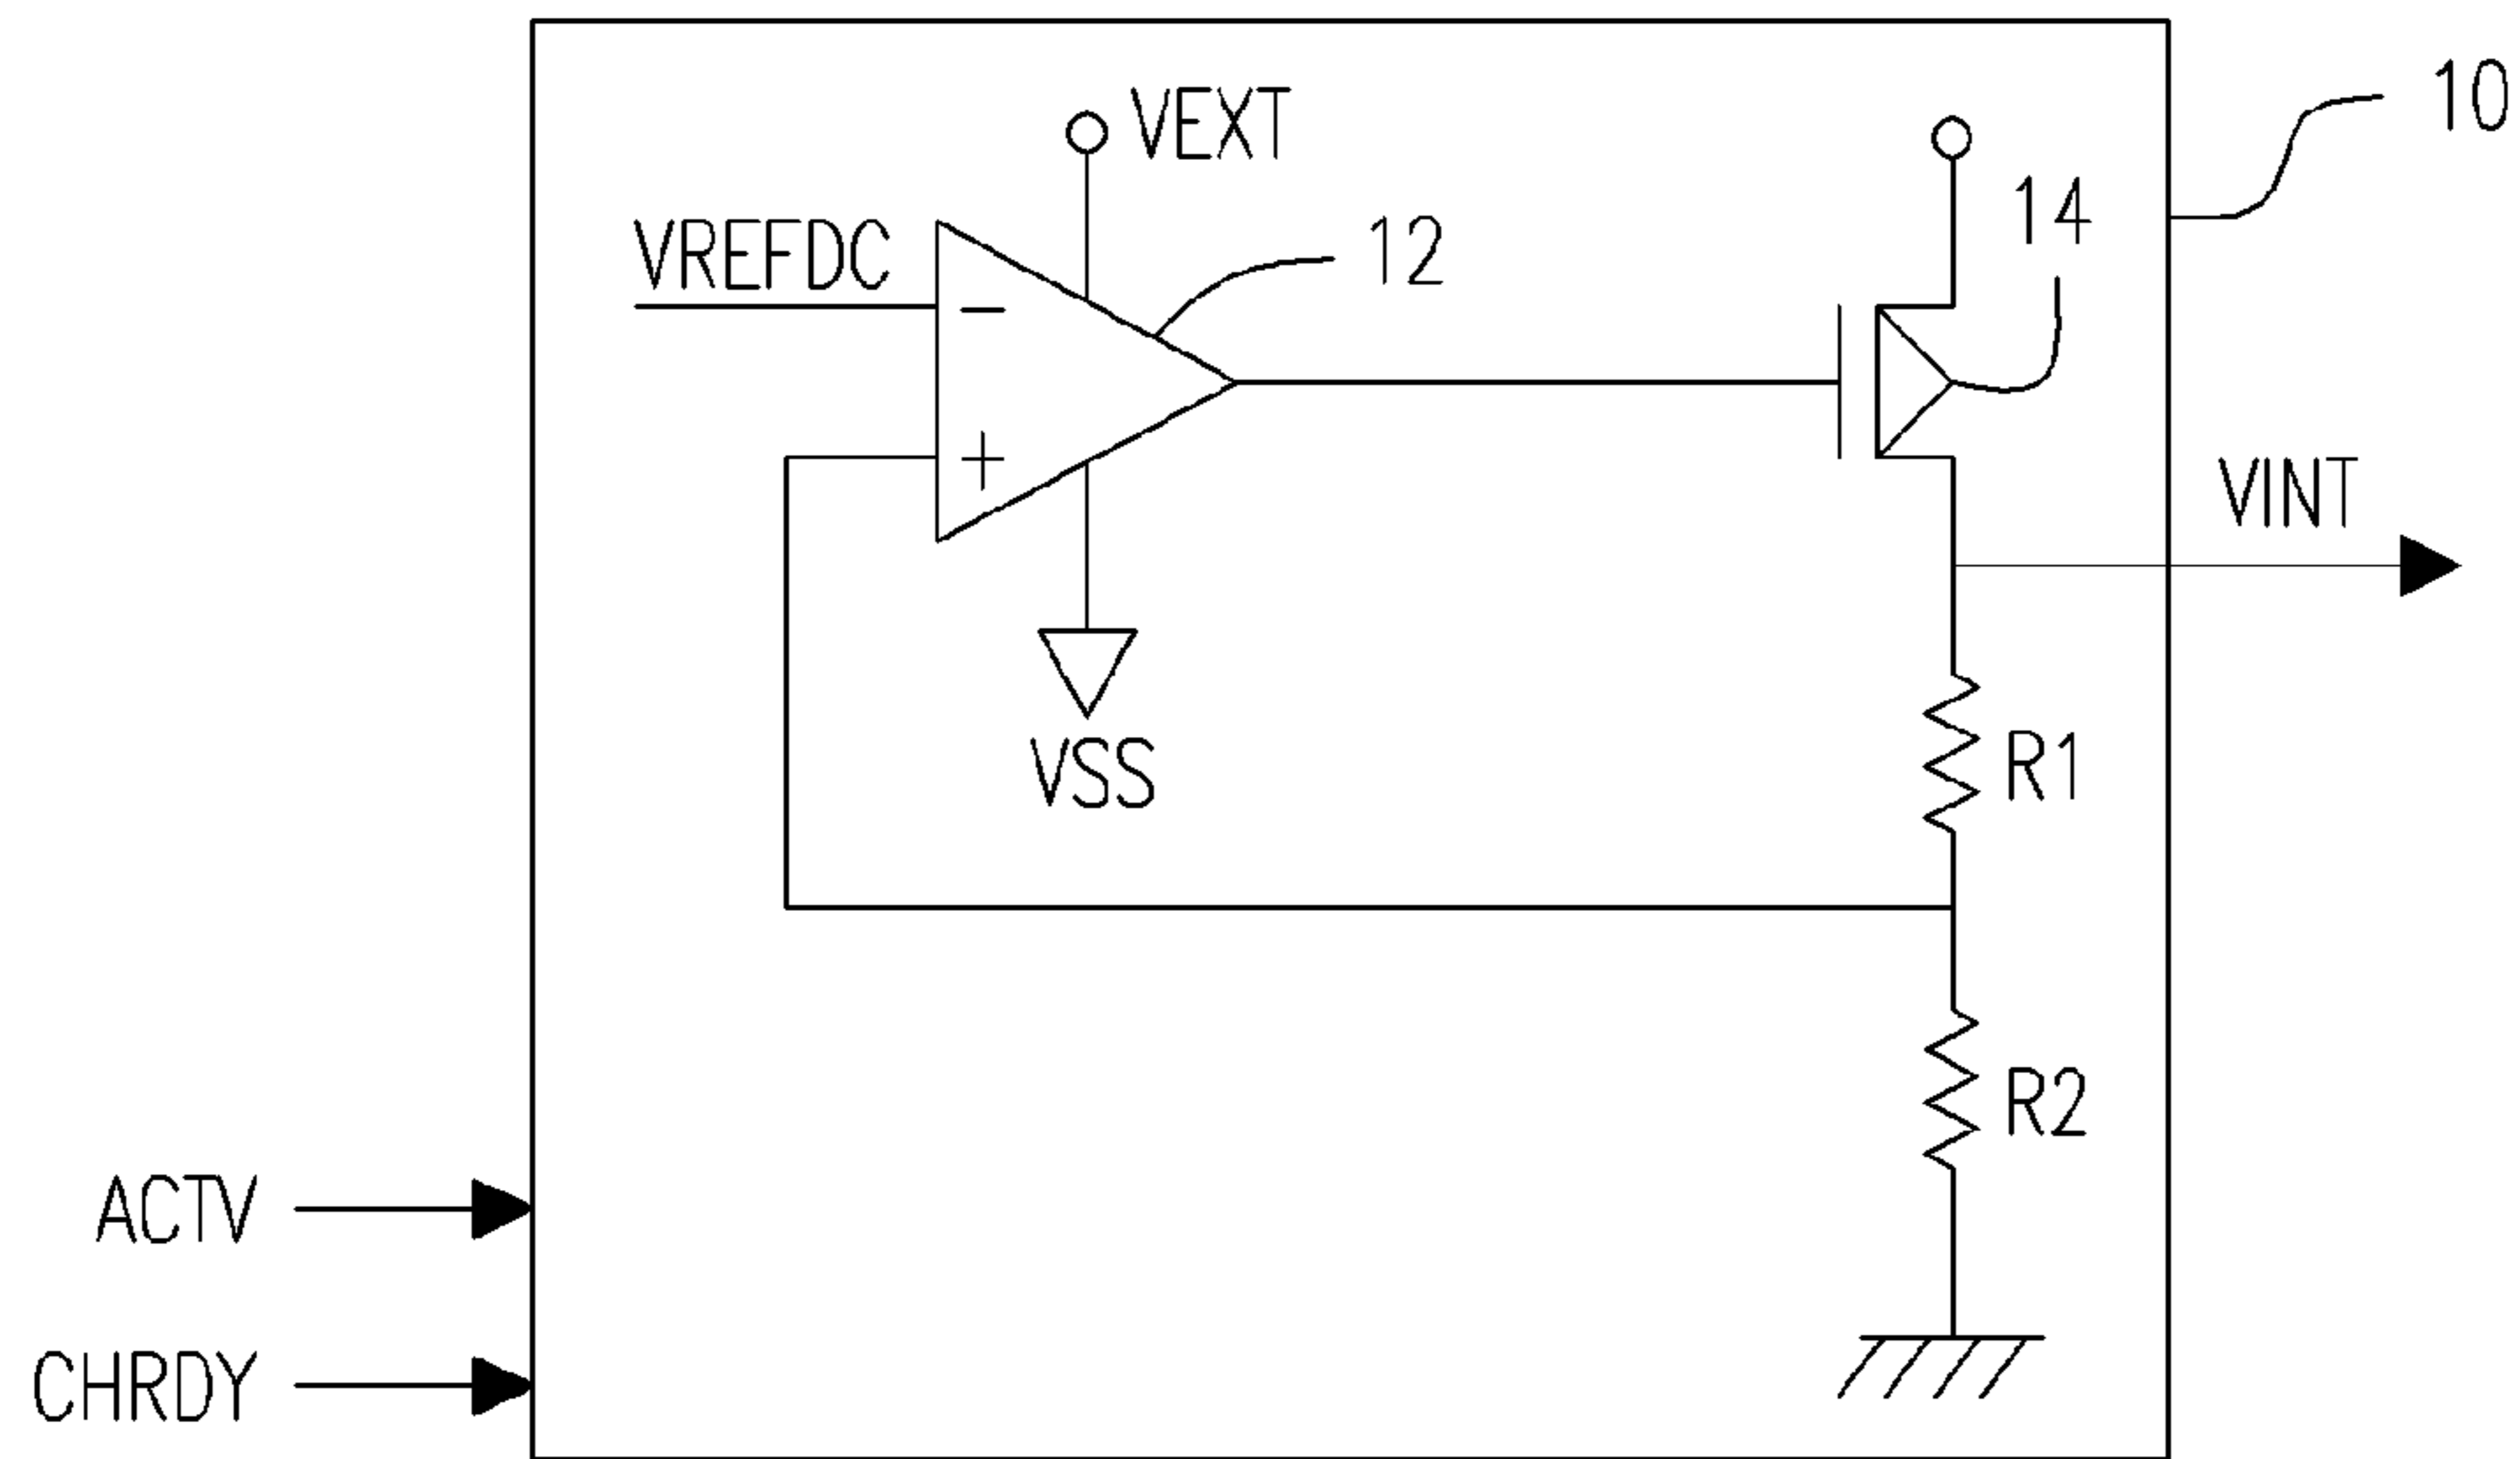 10
VEXT
14
VREFDC
12
−
+
VINT
VSS
R1
R2
ACTV
CHRDY